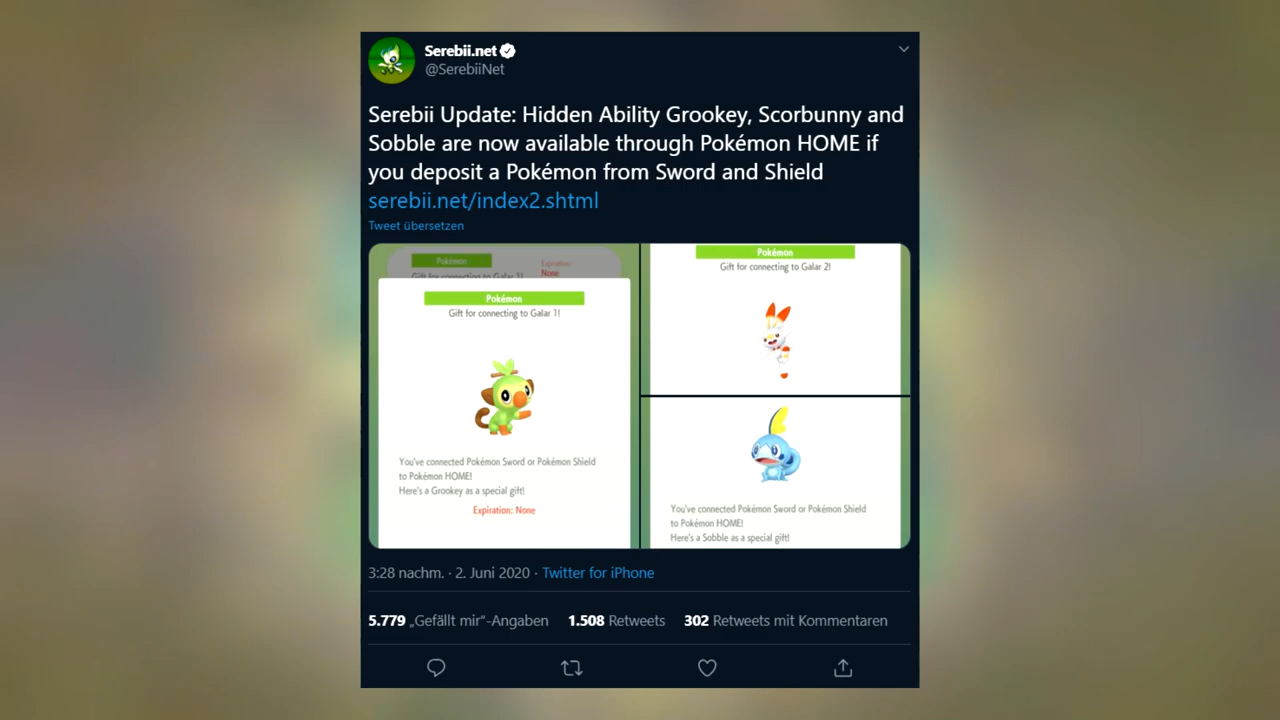 Serebii.net
@SerebiiNet
Serebii Update: Hidden Ability Grookey, Scorbunny and
Sobble are now available through Pokémon HOME if
you deposit a Pokémon from Sword and Shield
serebii.net/index2.shtml
Tweet übersetzen
Pokémon
Gift for connecting to Galar 1!
Expiration:
None
Pokémon
Gift for connecting to Galar 1!
You've connected Pokémon Sword or Pokémon Shield
to Pokémon HOME!
Here's a Grookey as a special gift!
Expiration: None
Pokémon
Gift for connecting to Galar 2!
You've connected Pokémon Sword or Pokémon Shield
to Pokémon HOME!
Here's a Sobble as a special gift!
3:28 nachm. · 2. Juni 2020 · Twitter for iPhone
5.779 „Gefällt mir“-Angaben 1.508 Retweets 302 Retweets mit Kommentaren